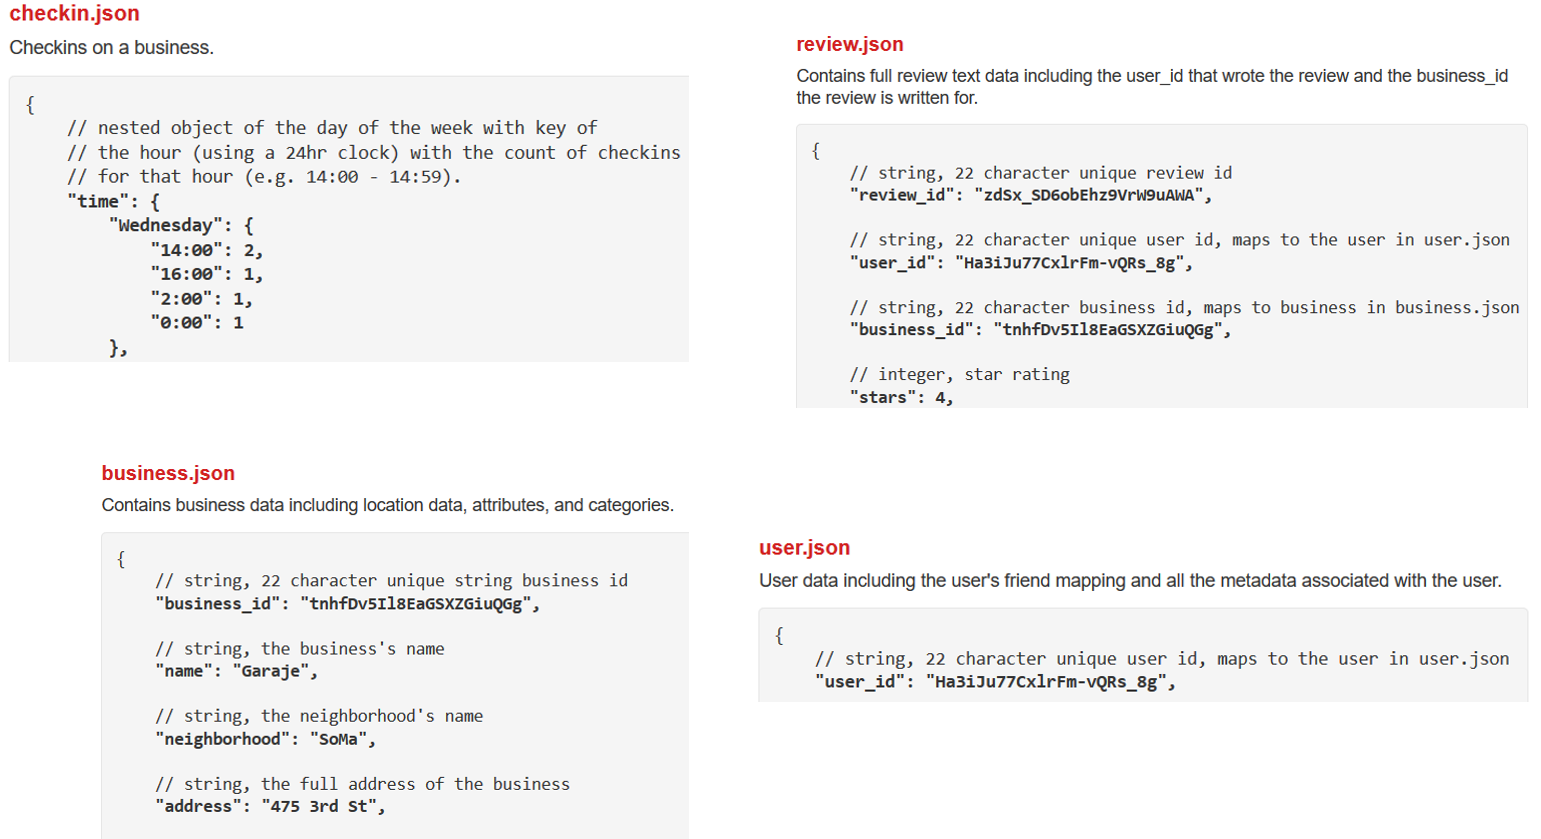 checkin.json
Checkins on a business.
{
// nested object of the day of the week with key of
// the hour (using a 24hr clock) with the count of checkins
// for that hour (e.g. 14:00 - 14:59).
"time": {
"Wednesday": {
"14:00": 2,
"16:00": 1,
"2:00": 1,
"0:00": 1
},
review.json
Contains full review text data including the user_id that wrote the review and the business_id
the review is written for.
{
// string, 22 character unique review id
"review_id": "zdSx_SD6obEhz9VrW9uAWA",
// string, 22 character unique user id, maps to the user in user.json
"user_id": "Ha3iJu77CxlrFm-vQRs_8g",
// string, 22 character business id, maps to business in business.json
"business_id": "tnhfDv5Il8EaGSXZGiuQGg",
// integer, star rating
"stars": 4,
business.json
Contains business data including location data, attributes, and categories.
{
// string, 22 character unique string business id
"business_id": "tnhfDv5Il8EaGSXZGiuQGg",
// string, the business's name
"name": "Garaje",
// string, the neighborhood's name
"neighborhood": "SoMa",
// string, the full address of the business
"address": "475 3rd St",
user.json
User data including the user's friend mapping and all the metadata associated with the user.
{
// string, 22 character unique user id, maps to the user in user.json
"user_id": "Ha3iJu77CxlrFm-vQRs_8g",